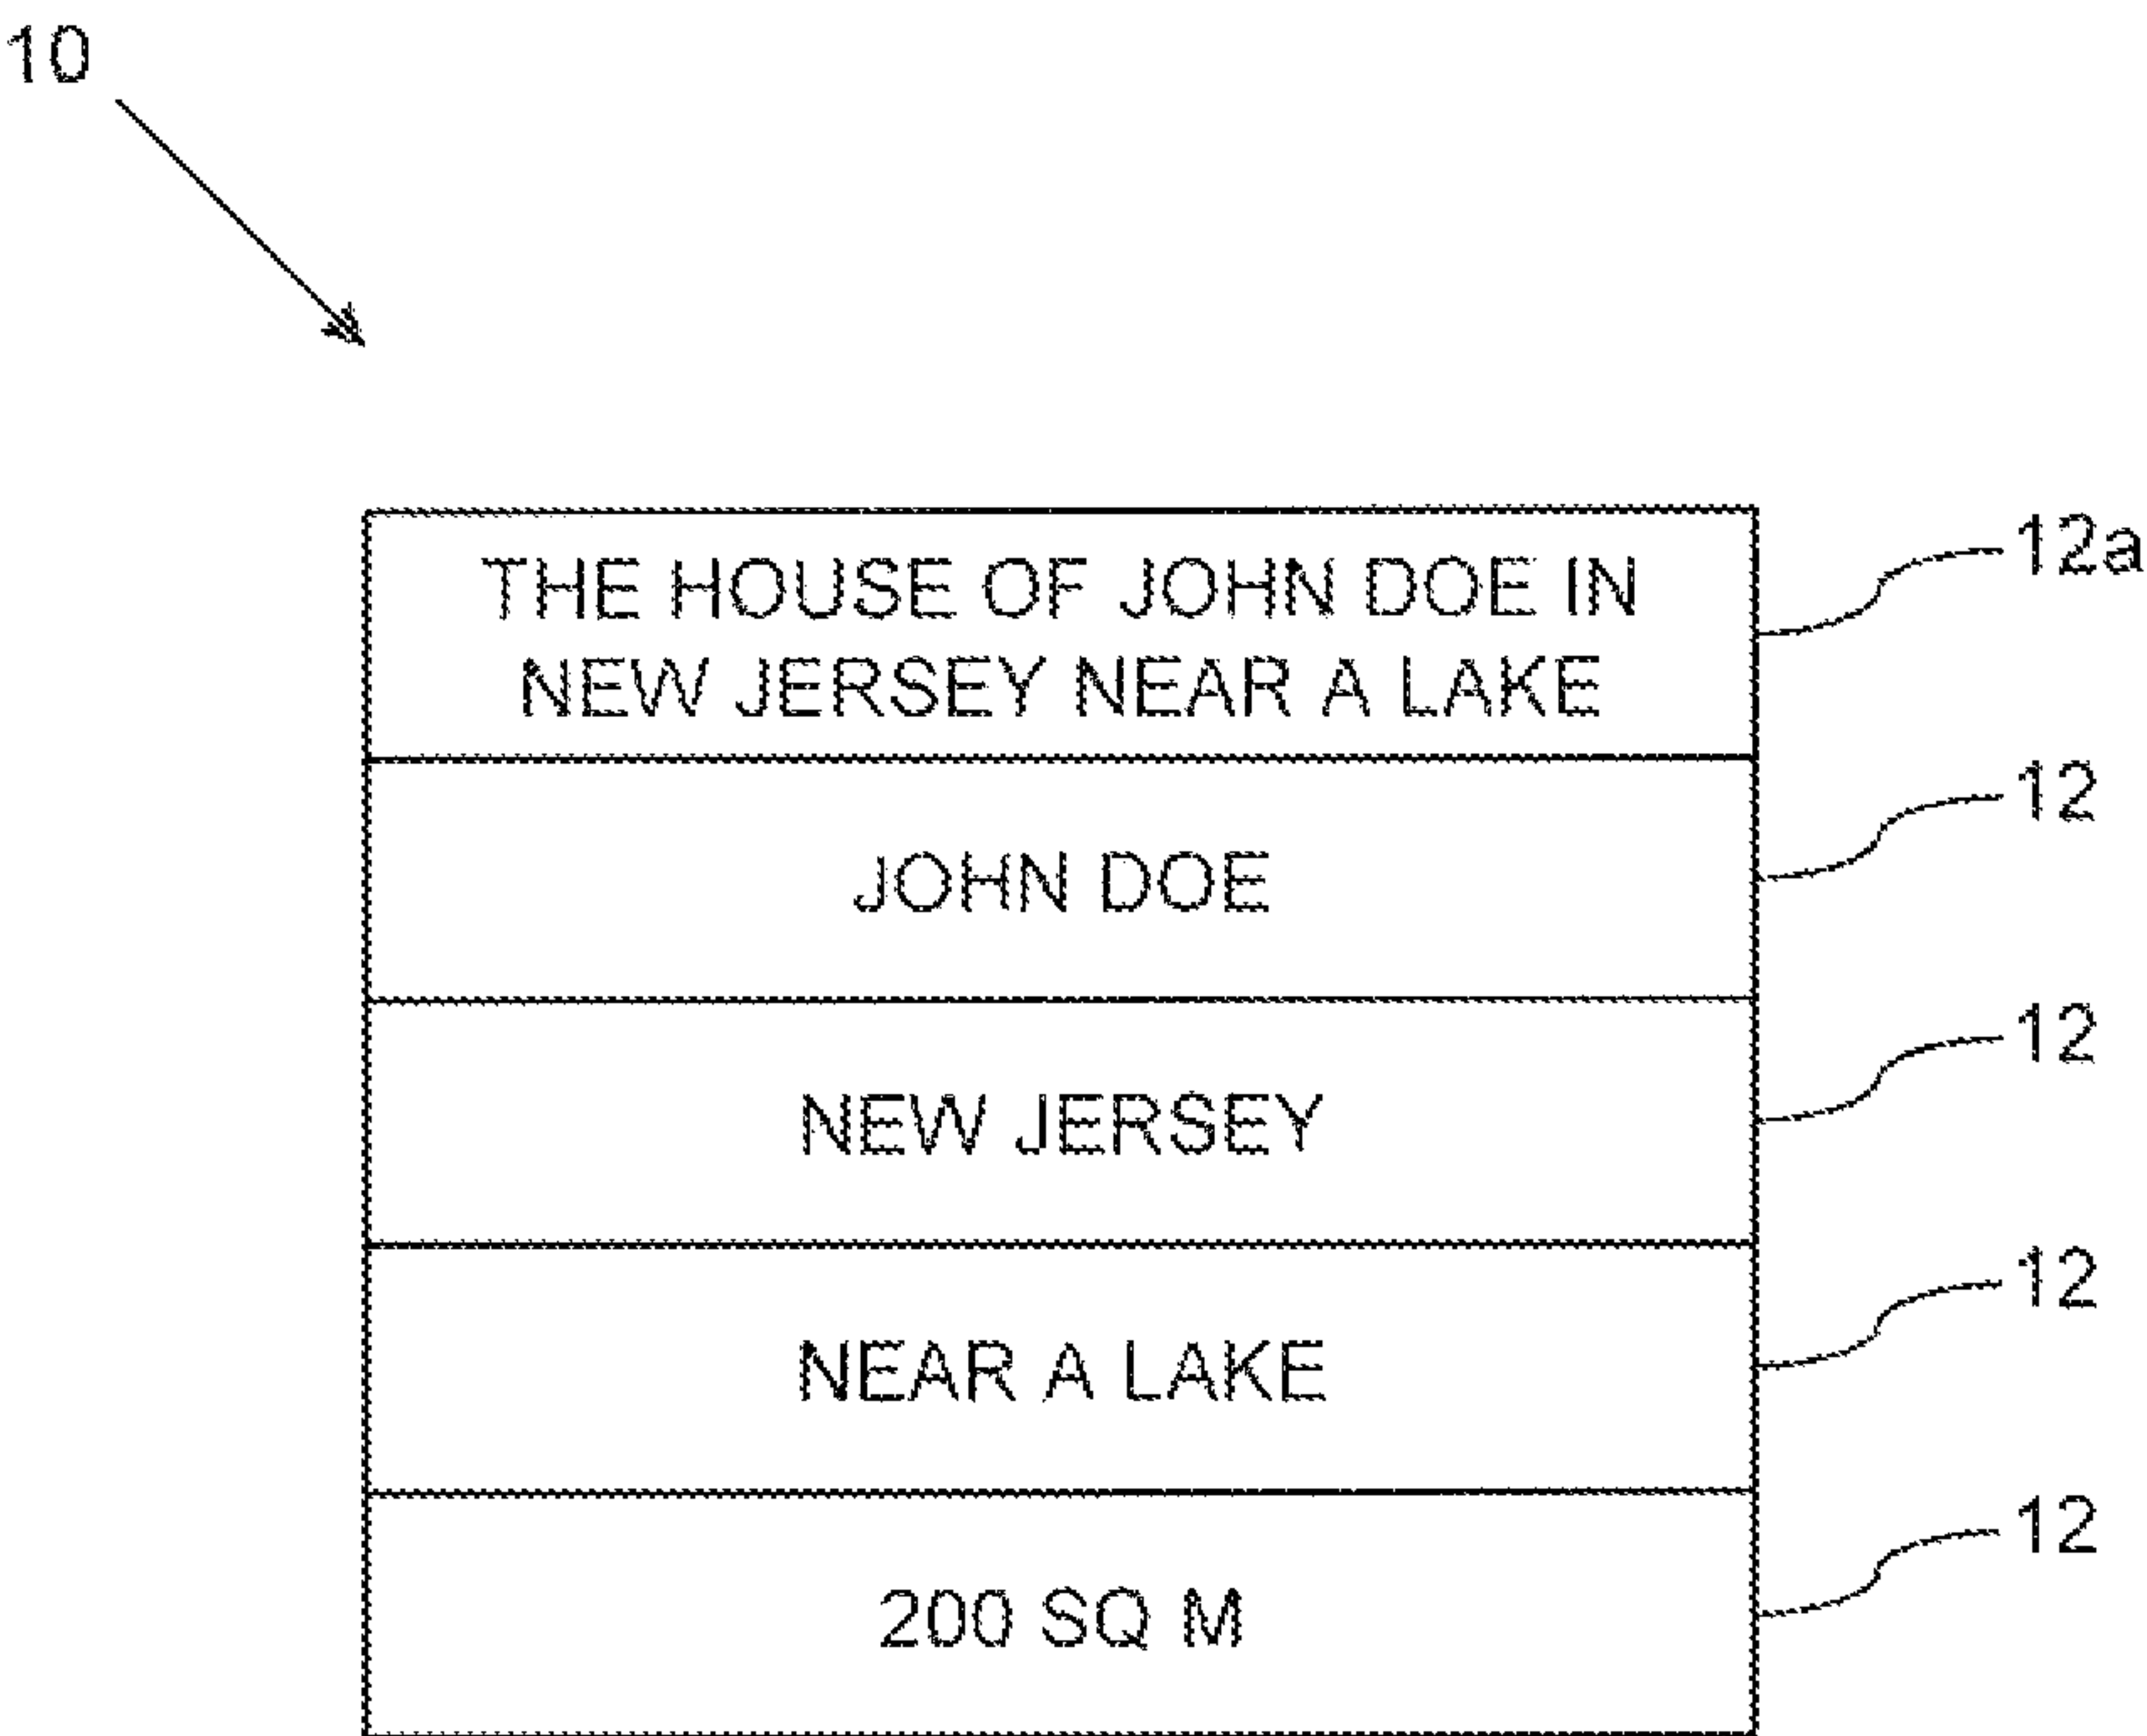 10
THE HOUSE OF JOHN DOE IN
NEW JERSEY NEAR A LAKE
12a
JOHN DOE
12
NEW JERSEY
12
NEAR A LAKE
12
200 SQ M
12